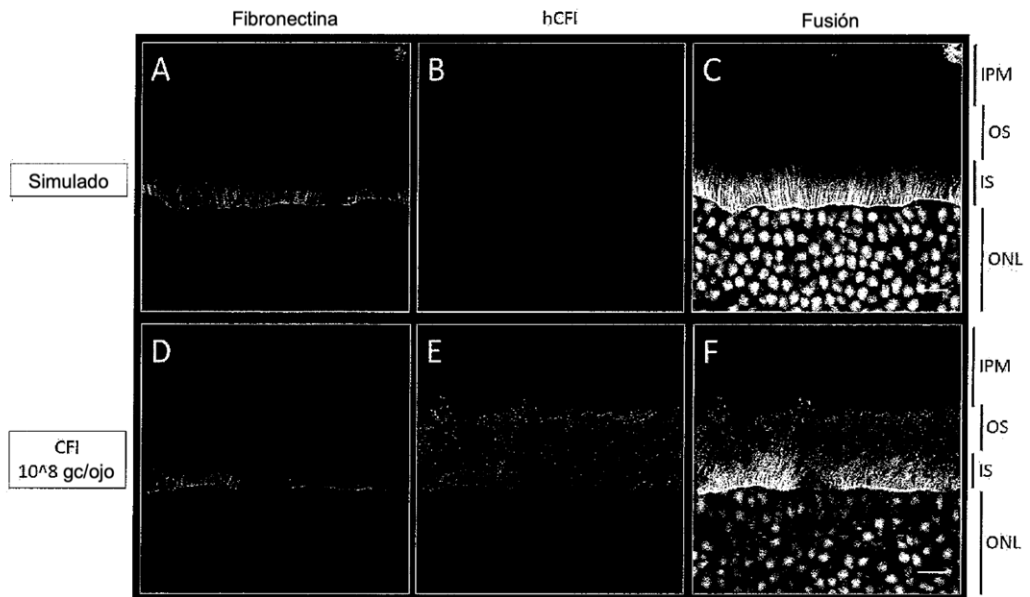 Fibronectina hCFI Fusión
A B C
IPM
OS
Simulado
IS
ONL
D E F
IPM
OS
CFI
10^8 gc/ojo
IS
ONL